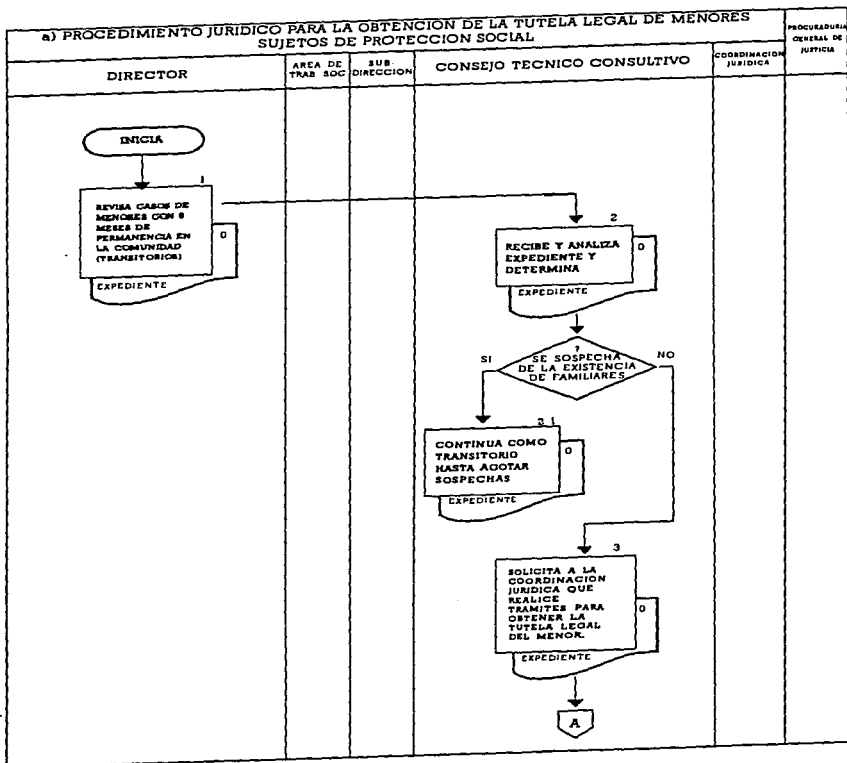 a) PROCEDIMIENTO JURIDICO PARA LA OBTENCION DE LA TUTELA LEGAL DE MENORES
SUJETOS DE PROTECCION SOCIAL
PROCURADURIA
GENERAL DE
JUSTICIA
DIRECTOR
AREA DE
TRAB SOC
SUB-
DIRECCION
CONSEJO TECNICO CONSULTIVO
COORDINACION
JURIDICA
INICIA
1
REVISA CASOS DE
MENORES CON 6
MESES DE
PERMANENCIA EN
LA COMUNIDAD
(TRANSITORIOS)
0
EXPEDIENTE
2
RECIBE Y ANALIZA
EXPEDIENTE Y
DETERMINA
0
EXPEDIENTE
?
SE SOSPECHA
DE LA EXISTENCIA
DE FAMILIARES
SI
NO
2.1
CONTINUA COMO
TRANSITORIO
HASTA AGOTAR
SOSPECHAS
0
EXPEDIENTE
3
SOLICITA A LA
COORDINACION
JURIDICA QUE
REALICE
TRAMITES PARA
OBTENER LA
TUTELA LEGAL
DEL MENOR.
0
EXPEDIENTE
A